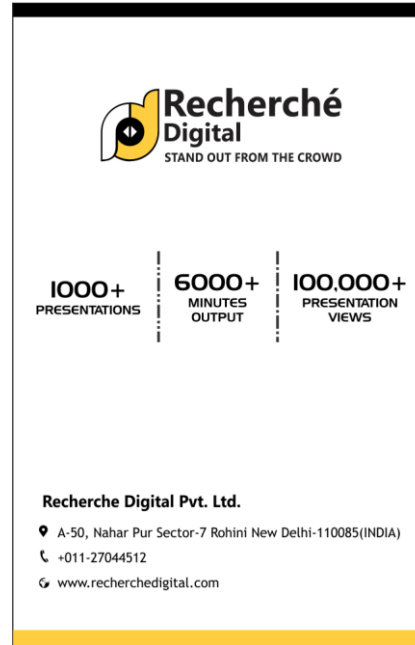 Recherché
Digital
STAND OUT FROM THE CROWD
1000+
PRESENTATIONS
6000+
MINUTES
OUTPUT
100,000+
PRESENTATION
VIEWS
Recherche Digital Pvt. Ltd.
A-50, Nahar Pur Sector-7 Rohini New Delhi-110085(INDIA)
+011-27044512
www.recherchedigital.com